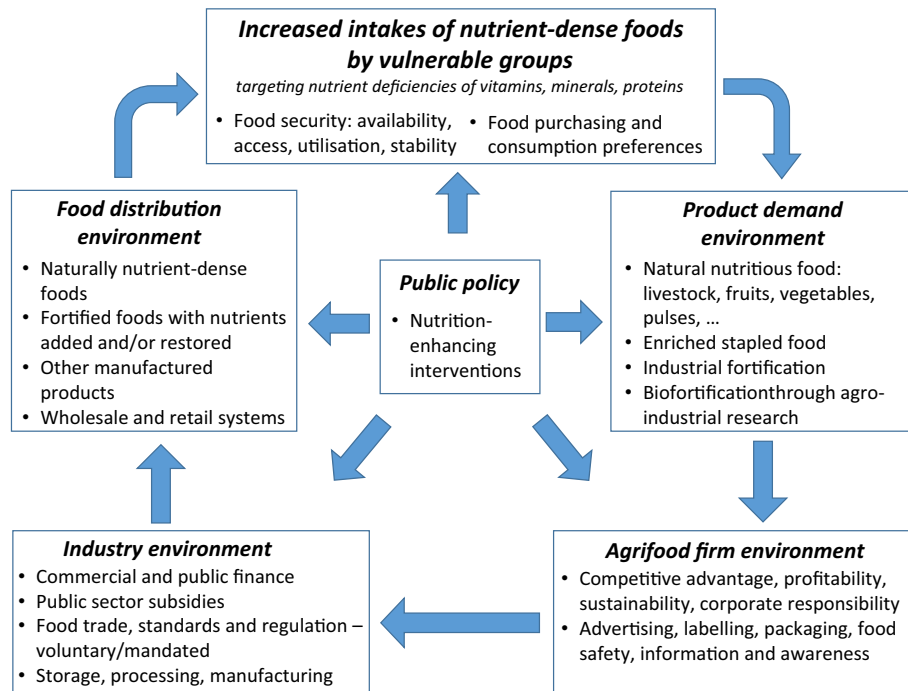 Increased intakes of nutrient-dense foods
by vulnerable groups
targeting nutrient deficiencies of vitamins, minerals, proteins
• Food security: availability,
access, utilisation, stability
• Food purchasing and
consumption preferences
Food distribution
environment
• Naturally nutrient-dense
foods
• Fortified foods with nutrients
added and/or restored
• Other manufactured
products
• Wholesale and retail systems
Public policy
• Nutrition-
enhancing
interventions
Product demand
environment
• Natural nutritious food:
livestock, fruits, vegetables,
pulses, ...
• Enriched stapled food
• Industrial fortification
• Biofortificationthrough agro-
industrial research
Industry environment
• Commercial and public finance
• Public sector subsidies
• Food trade, standards and regulation –
voluntary/mandated
• Storage, processing, manufacturing
Agrifood firm environment
• Competitive advantage, profitability,
sustainability, corporate responsibility
• Advertising, labelling, packaging, food
safety, information and awareness